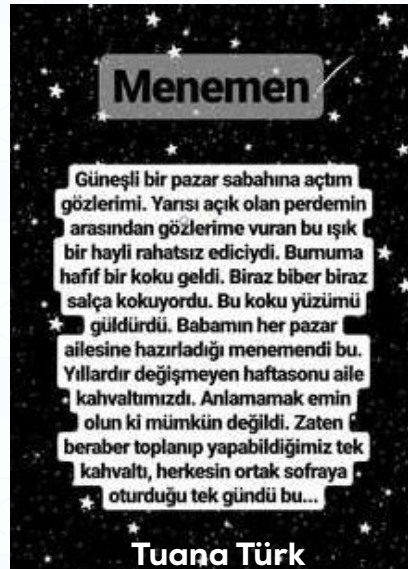 Menemen
Güneşli bir pazar sabahına açtım
gözlerimi. Yarısı açık olan perdemin
arasından gözlerime vuran bu ışık
bir hayli rahatsız ediciydi. Burnuma
hafif bir koku geldi. Biraz biber biraz
salça kokuyordu. Bu koku yüzümü
güldürdü. Babamın her pazar
ailesine hazırladığı menemendi bu.
Yıllardır değişmeyen haftasonu aile
kahvaltımızdı. Anlamamak emin
olun ki mümkün değildi. Zaten
beraber toplanıp yapabildiğimiz tek
kahvaltı, herkesin ortak sofraya
oturduğu tek gündü bu...
Tuana Türk